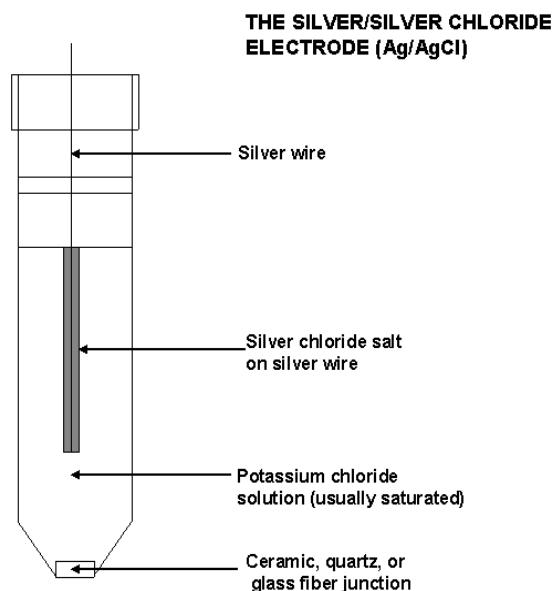 THE SILVER/SILVER CHLORIDE
ELECTRODE (Ag/AgCl)
Silver wire
Silver chloride salt
on silver wire
Potassium chloride
solution (usually saturated)
Ceramic, quartz, or
glass fiber junction